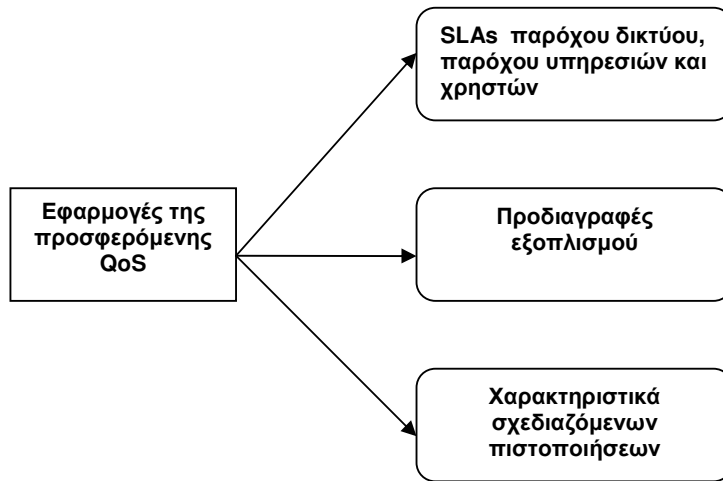 SLAs παρόχου δικτύου,
παρόχου υπηρεσιών και
χρηστών
Εφαρμογές της
προσφερόμενης
QoS
Προδιαγραφές
εξοπλισμού
Χαρακτηριστικά
σχεδιαζόμενων
πιστοποιήσεων